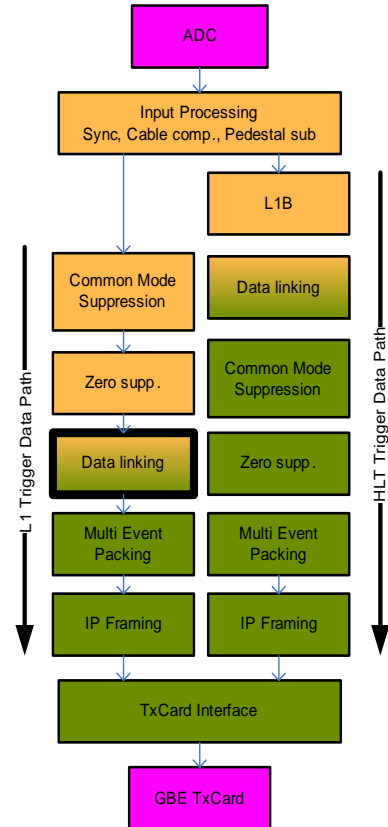 ADC
Input Processing
Sync, Cable comp., Pedestal sub
L1B
Common Mode
Suppression
Data linking
Common Mode
Suppression
Zero supp.
Data linking
Zero supp.
Multi Event
Packing
Multi Event
Packing
IP Framing
IP Framing
TxCard Interface
GBE TxCard
L1 Trigger Data Path
HLT Trigger Data Path